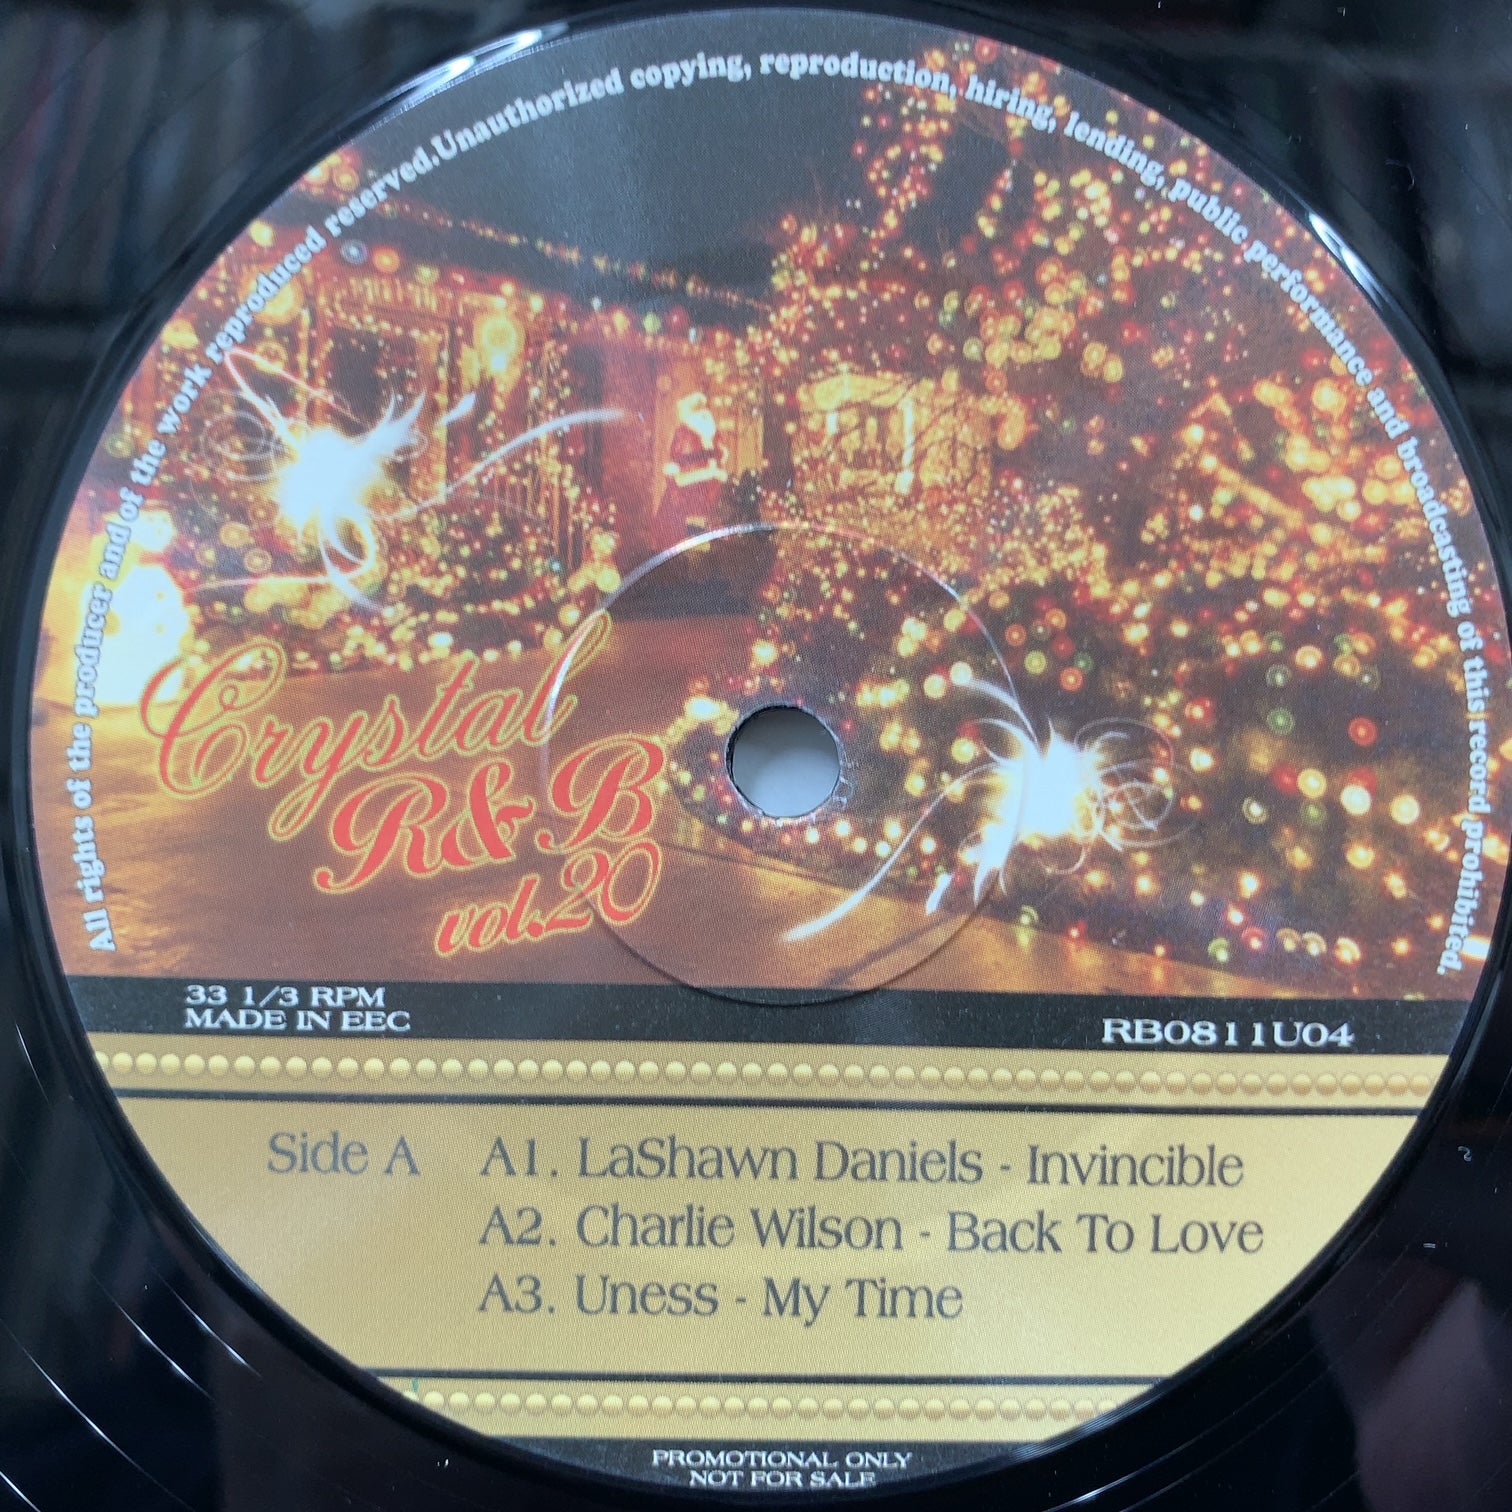 All rights of the producer and of the work reproduced reserved.Unauthorized copying, reproduction, hiring, lending, public performance and broadcasting of this record prohibited.
Crystal
R&B
vol.20
33 1/3 RPM
MADE IN EEC
RB0811U04
Side A
A1. LaShawn Daniels - Invincible
A2. Charlie Wilson - Back To Love
A3. Uness - My Time
PROMOTIONAL ONLY
NOT FOR SALE